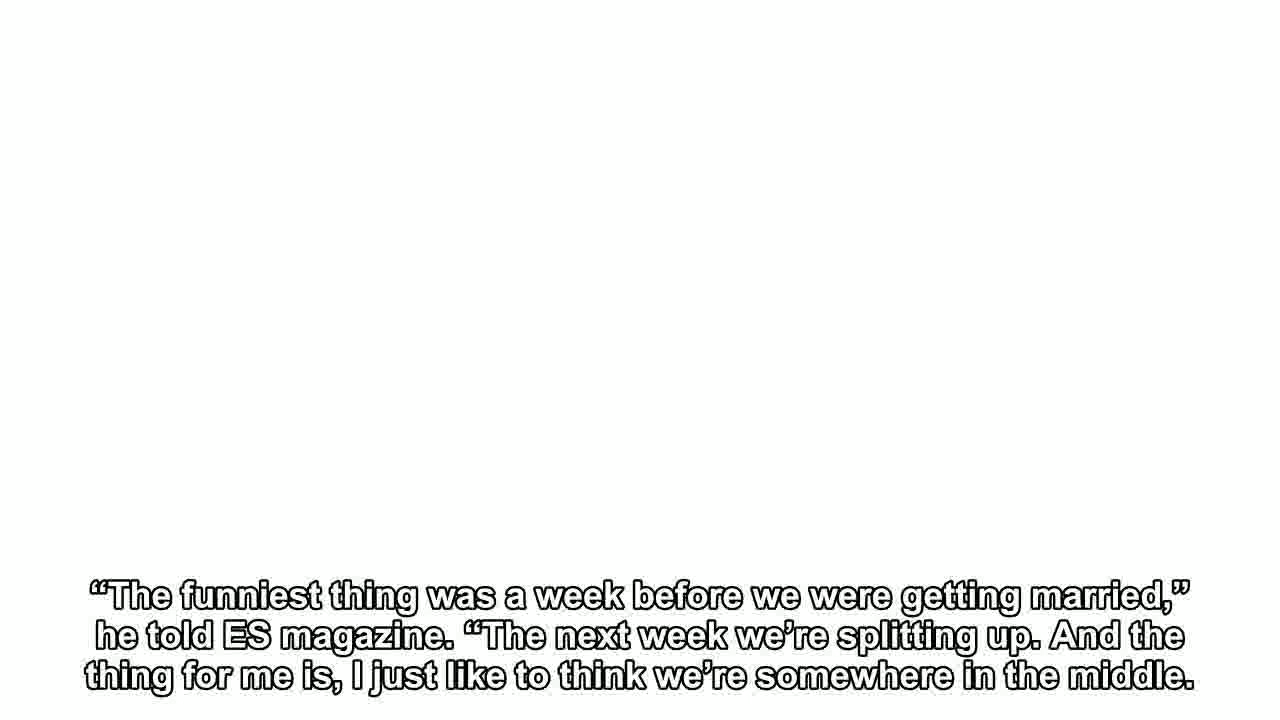 “The funniest thing was a week before we were getting married,”
he told ES magazine. “The next week we’re splitting up. And the
thing for me is, I just like to think we’re somewhere in the middle.